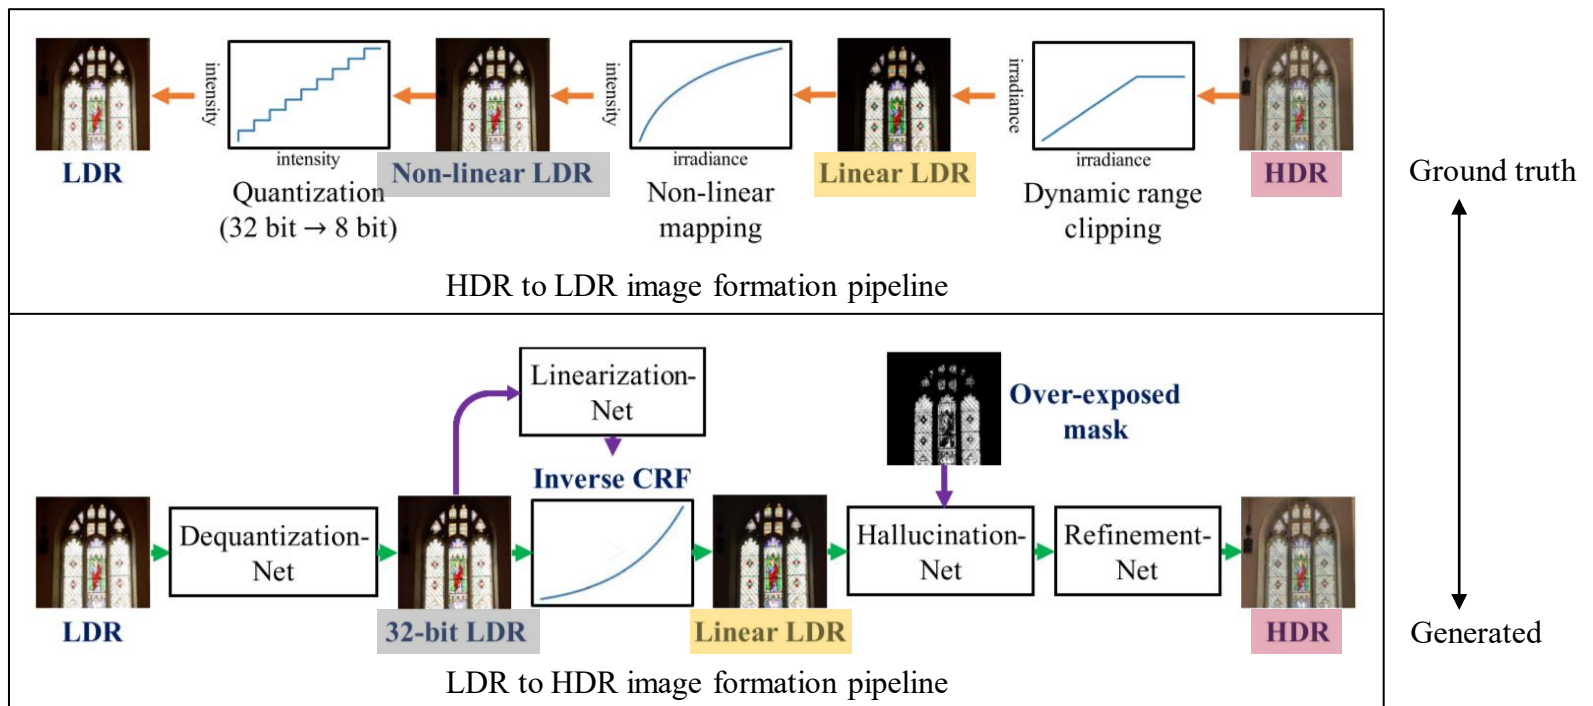 intensity
intensity
irradiance
LDR
intensity
Non-linear LDR
irradiance
Linear LDR
irradiance
HDR
Quantization
(32 bit → 8 bit)
Non-linear
mapping
Dynamic range
clipping
HDR to LDR image formation pipeline
Ground truth
Linearization-
Net
Over-exposed
mask
Inverse CRF
Dequantization-
Net
Hallucination-
Net
Refinement-
Net
LDR
32-bit LDR
Linear LDR
HDR
LDR to HDR image formation pipeline
Generated